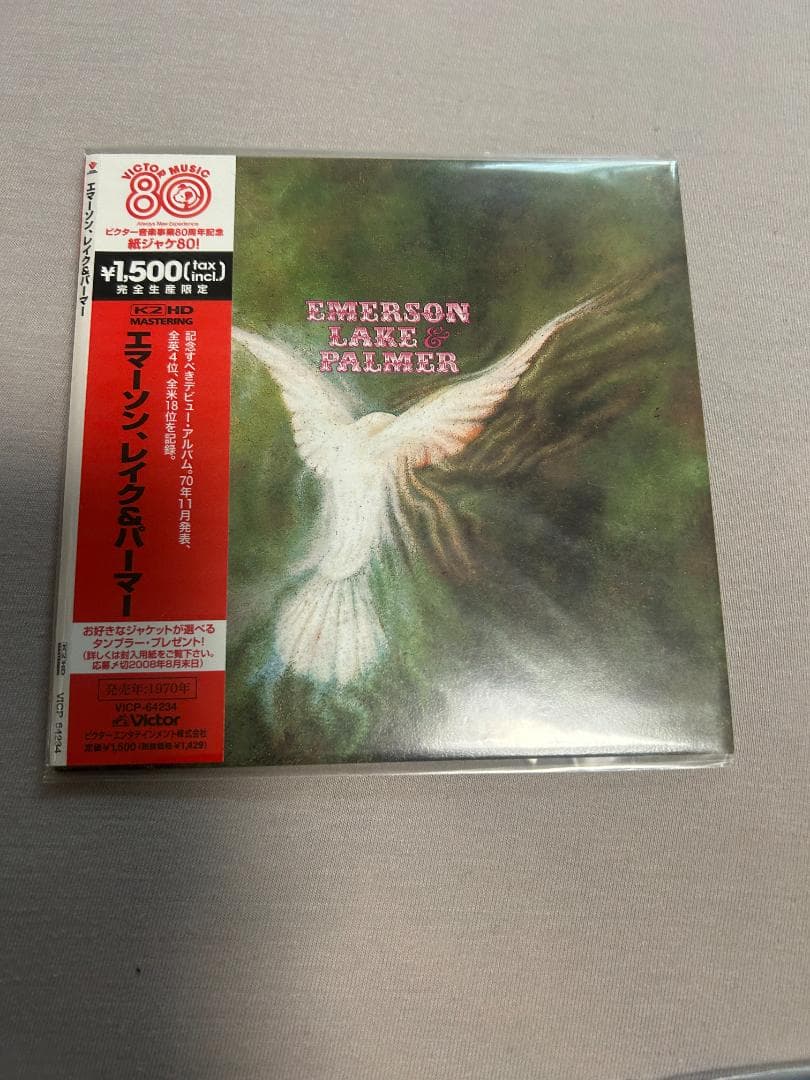 エマーソン、レイク&パーマー
K2 HD
MASTERING
VICP 64234
VICTOR MUSIC
80
Always New Experience
ビクター音楽事業80周年記念
紙ジャケ80!
¥1,500(tax incl.)
完全生産限定
K2 HD
MASTERING
エマーソン、レイク&パーマー
記念すべきデビュー・アルバム。70年11月発表、
全英4位、全米18位を記録。
お好きなジャケットが選べる
タンブラー・プレゼント!
(詳しくは封入用紙をご覧下さい。
応募〆切2008年8月末日)
発売年:1970年
VICP-64234
Victor
ビクターエンタテインメント株式会社
定価¥1,500(税抜価格¥1,429)
EMERSON
LAKE &
PALMER